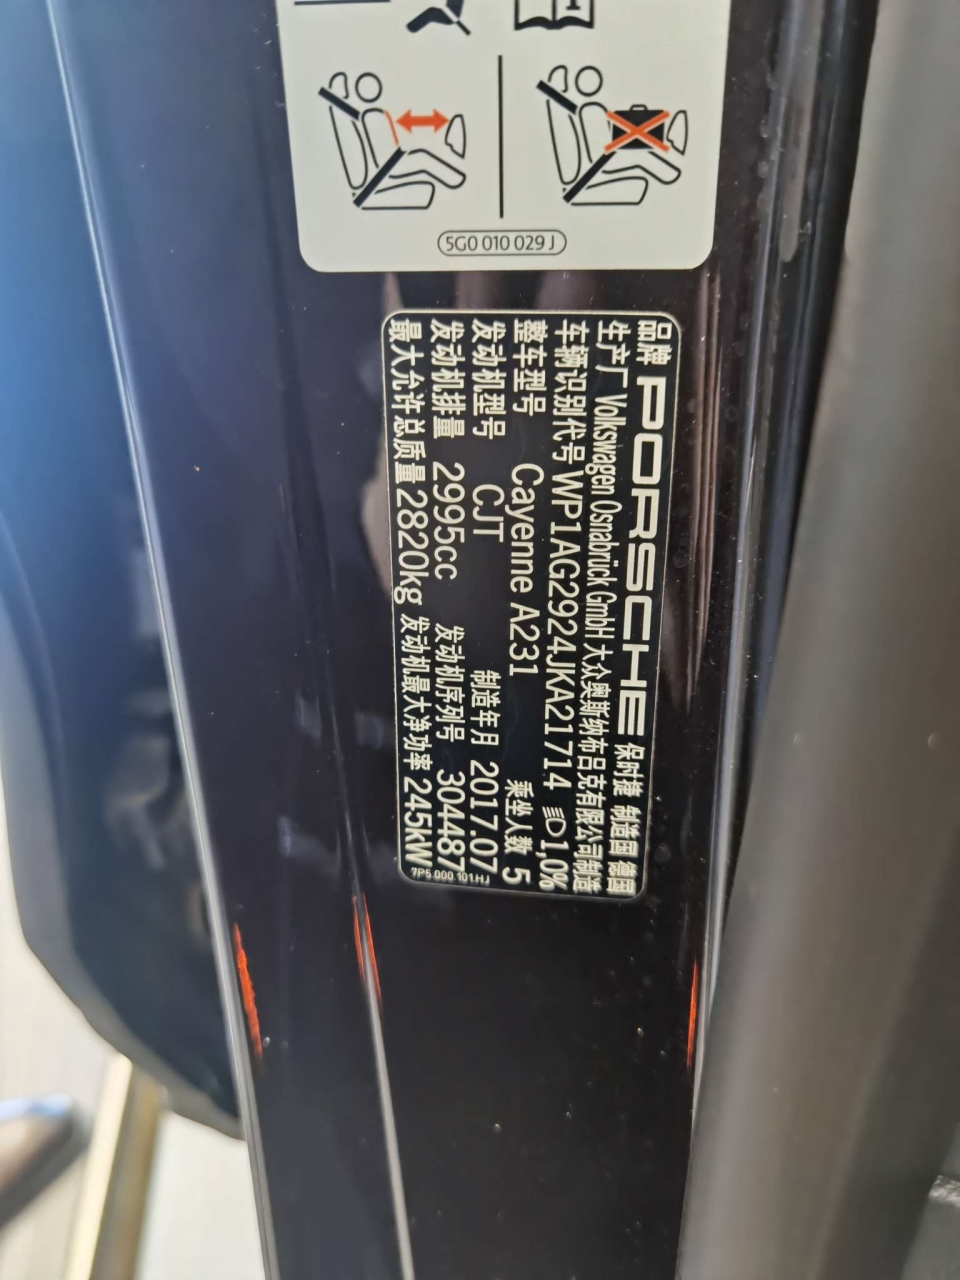 5G0 010 029 J
品牌 PORSCHE 保时捷 制造国 德国
生产厂 Volkswagen Osnabrück GmbH 大众奥斯纳布吕克有限公司制造
车辆识别代号 WP1AG2924JKA21714 1,0%
整车型号 Cayenne A231 乘坐人数 5
发动机型号 CJT 制造年月 2017.07
发动机排量 2995cc 发动机序列号 304487
最大允许总质量 2820kg 发动机最大净功率 245kW
7P5.000.101.HJ